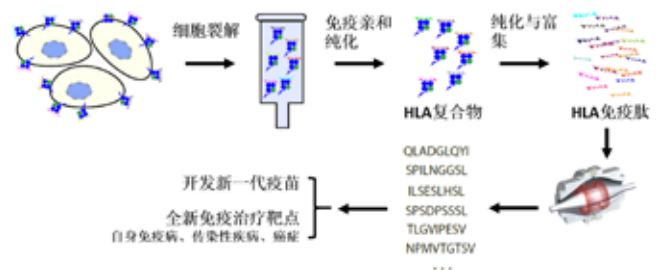 细胞裂解
免疫亲和
纯化
纯化与富
集
HLA复合物
HLA免疫肽
QLADGLQYI
SPILNGGSL
ILSESLHSL
SPSDPSSSL
TLGVIPESV
NPMVTGTSV
...
开发新一代疫苗
全新免疫治疗靶点
自身免疫病、传染性疾病、癌症